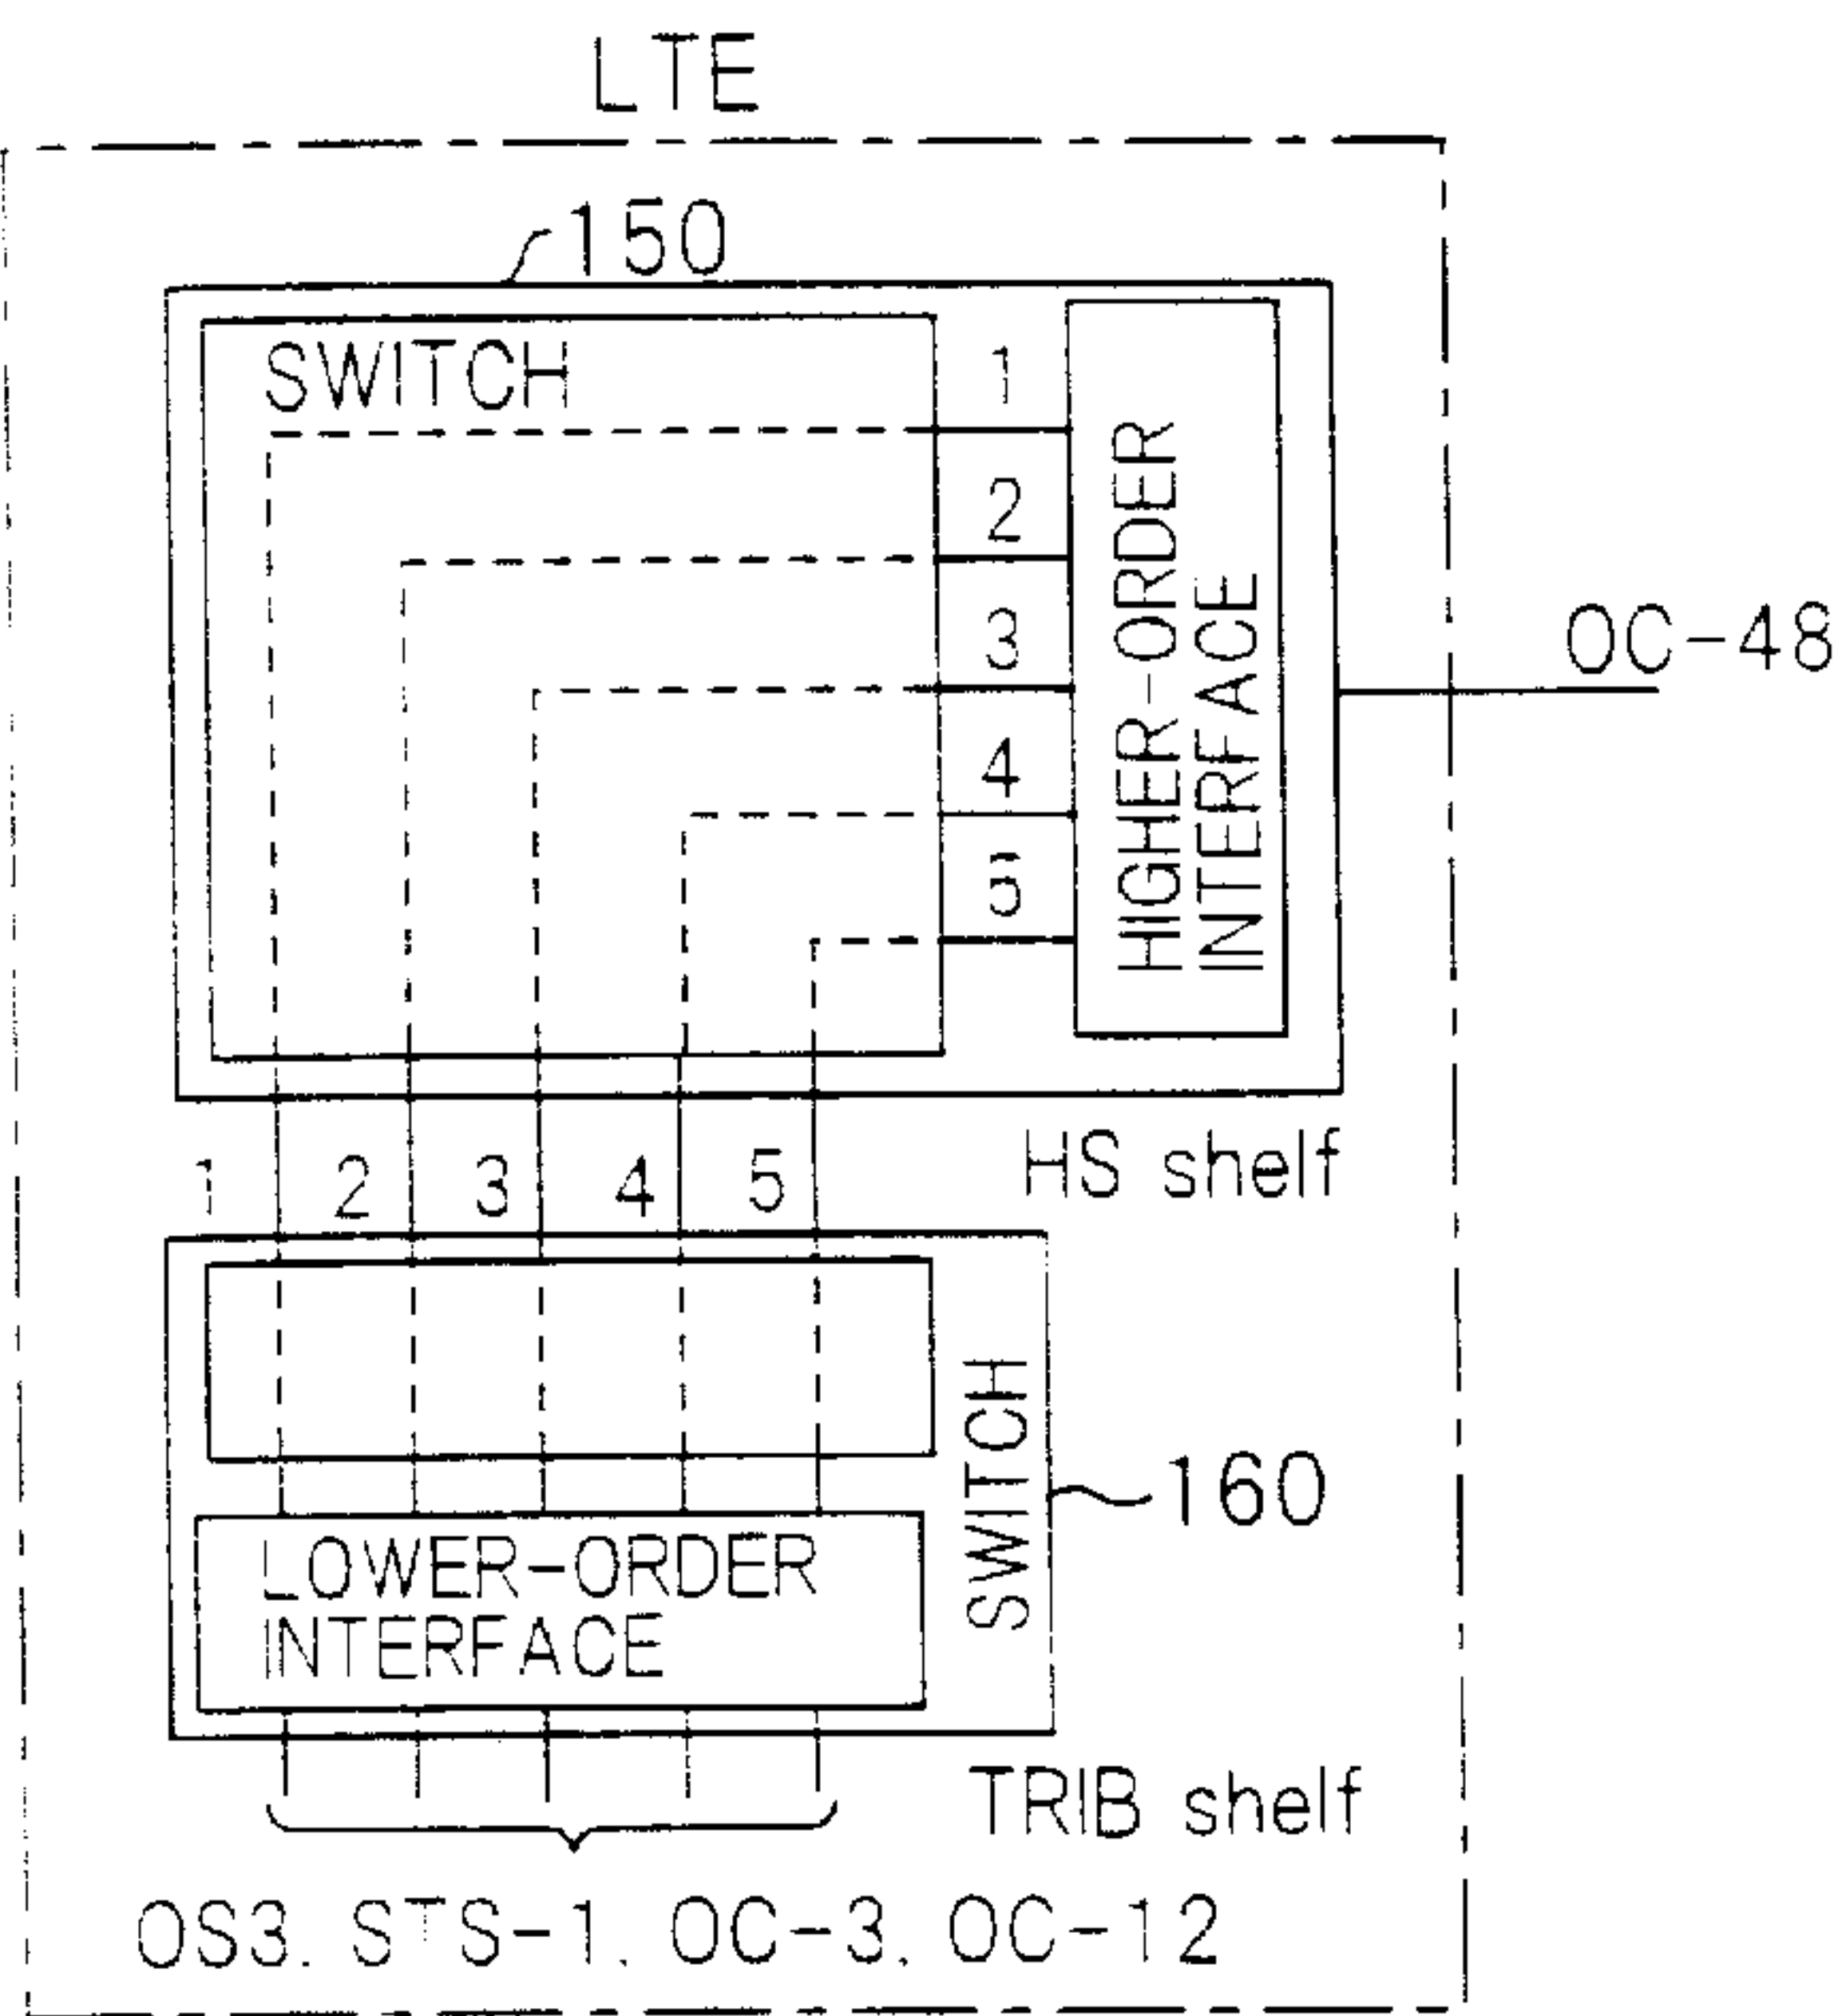 LTE
150
SWITCH
1
2
3
4
5
HIGHER-ORDER
INTERFACE
OC-48
HS shelf
1
2
3
4
5
SWITCH
160
LOWER-ORDER
INTERFACE
TRIB shelf
OS3. STS-1. OC-3. OC-12